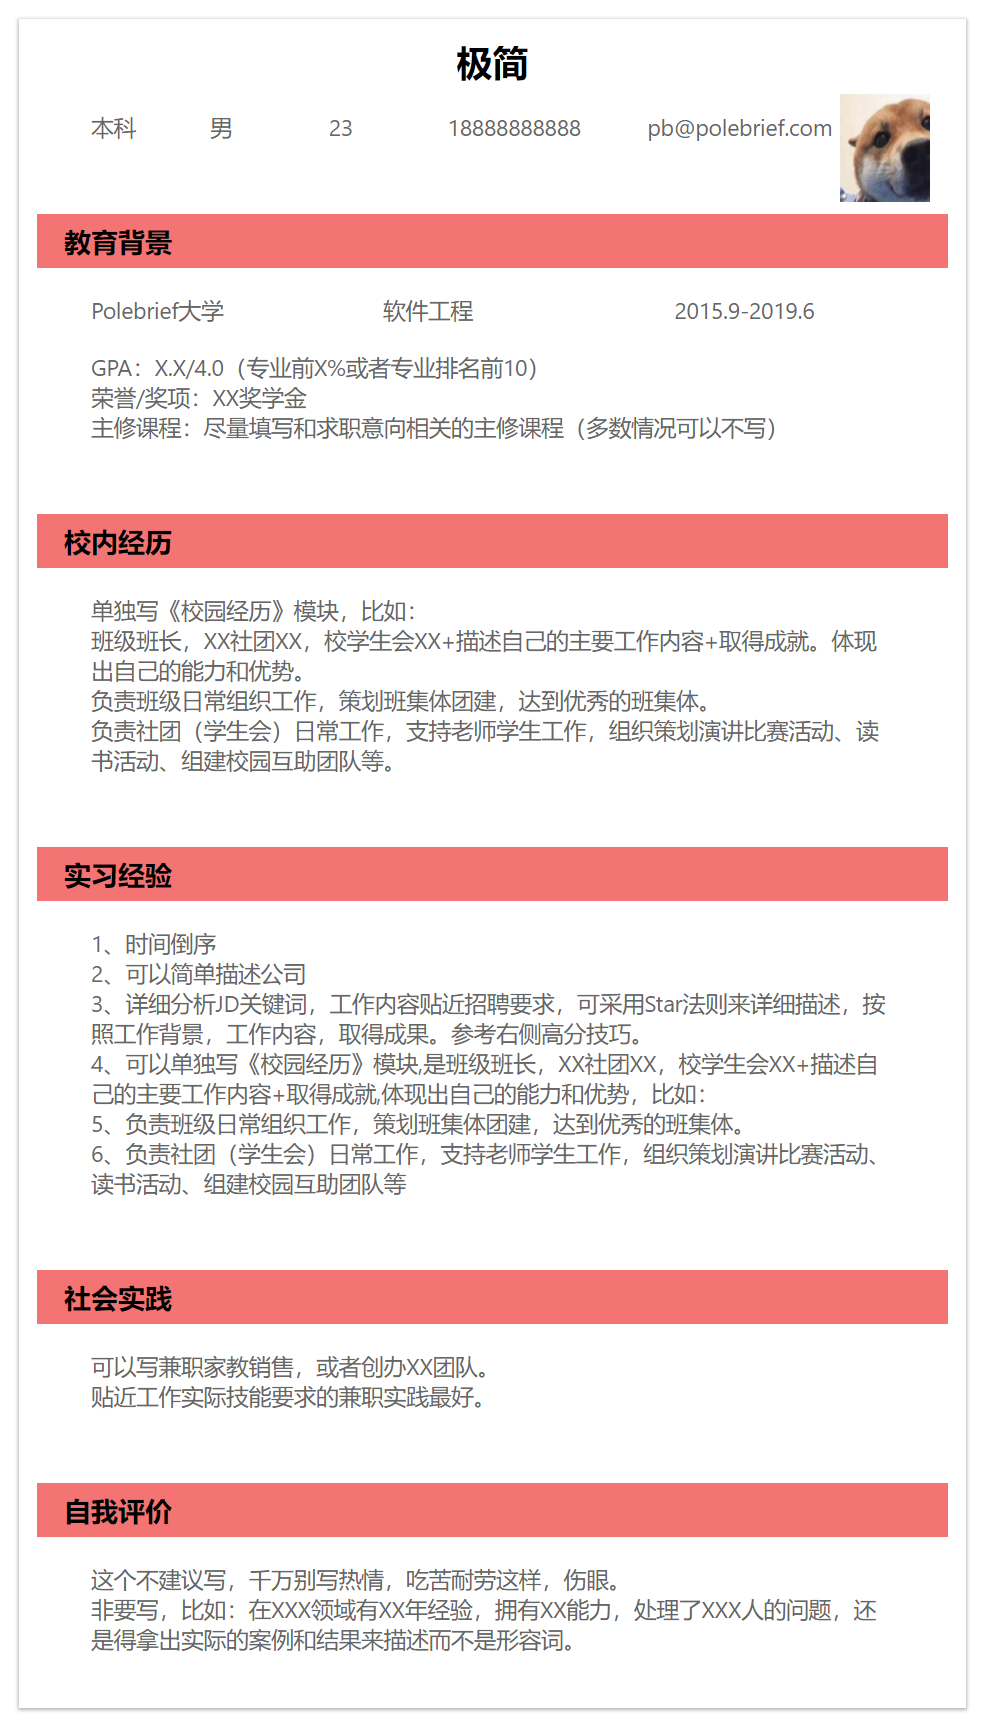 极简
本科 男 23 18888888888 pb@polebrief.com
教育背景
Polebrief大学 软件工程 2015.9-2019.6
GPA：X.X/4.0（专业前X%或者专业排名前10）
荣誉/奖项：XX奖学金
主修课程：尽量填写和求职意向相关的主修课程（多数情况可以不写）
校内经历
单独写《校园经历》模块，比如：
班级班长，XX社团XX，校学生会XX+描述自己的主要工作内容+取得成就。体现
出自己的能力和优势。
负责班级日常组织工作，策划班集体团建，达到优秀的班集体。
负责社团（学生会）日常工作，支持老师学生工作，组织策划演讲比赛活动、读
书活动、组建校园互助团队等。
实习经验
1、时间倒序
2、可以简单描述公司
3、详细分析JD关键词，工作内容贴近招聘要求，可采用Star法则来详细描述，按
照工作背景，工作内容，取得成果。参考右侧高分技巧。
4、可以单独写《校园经历》模块,是班级班长，XX社团XX，校学生会XX+描述自
己的主要工作内容+取得成就,体现出自己的能力和优势，比如：
5、负责班级日常组织工作，策划班集体团建，达到优秀的班集体。
6、负责社团（学生会）日常工作，支持老师学生工作，组织策划演讲比赛活动、
读书活动、组建校园互助团队等
社会实践
可以写兼职家教销售，或者创办XX团队。
贴近工作实际技能要求的兼职实践最好。
自我评价
这个不建议写，千万别写热情，吃苦耐劳这样，伤眼。
非要写，比如：在XXX领域有XX年经验，拥有XX能力，处理了XXX人的问题，还
是得拿出实际的案例和结果来描述而不是形容词。